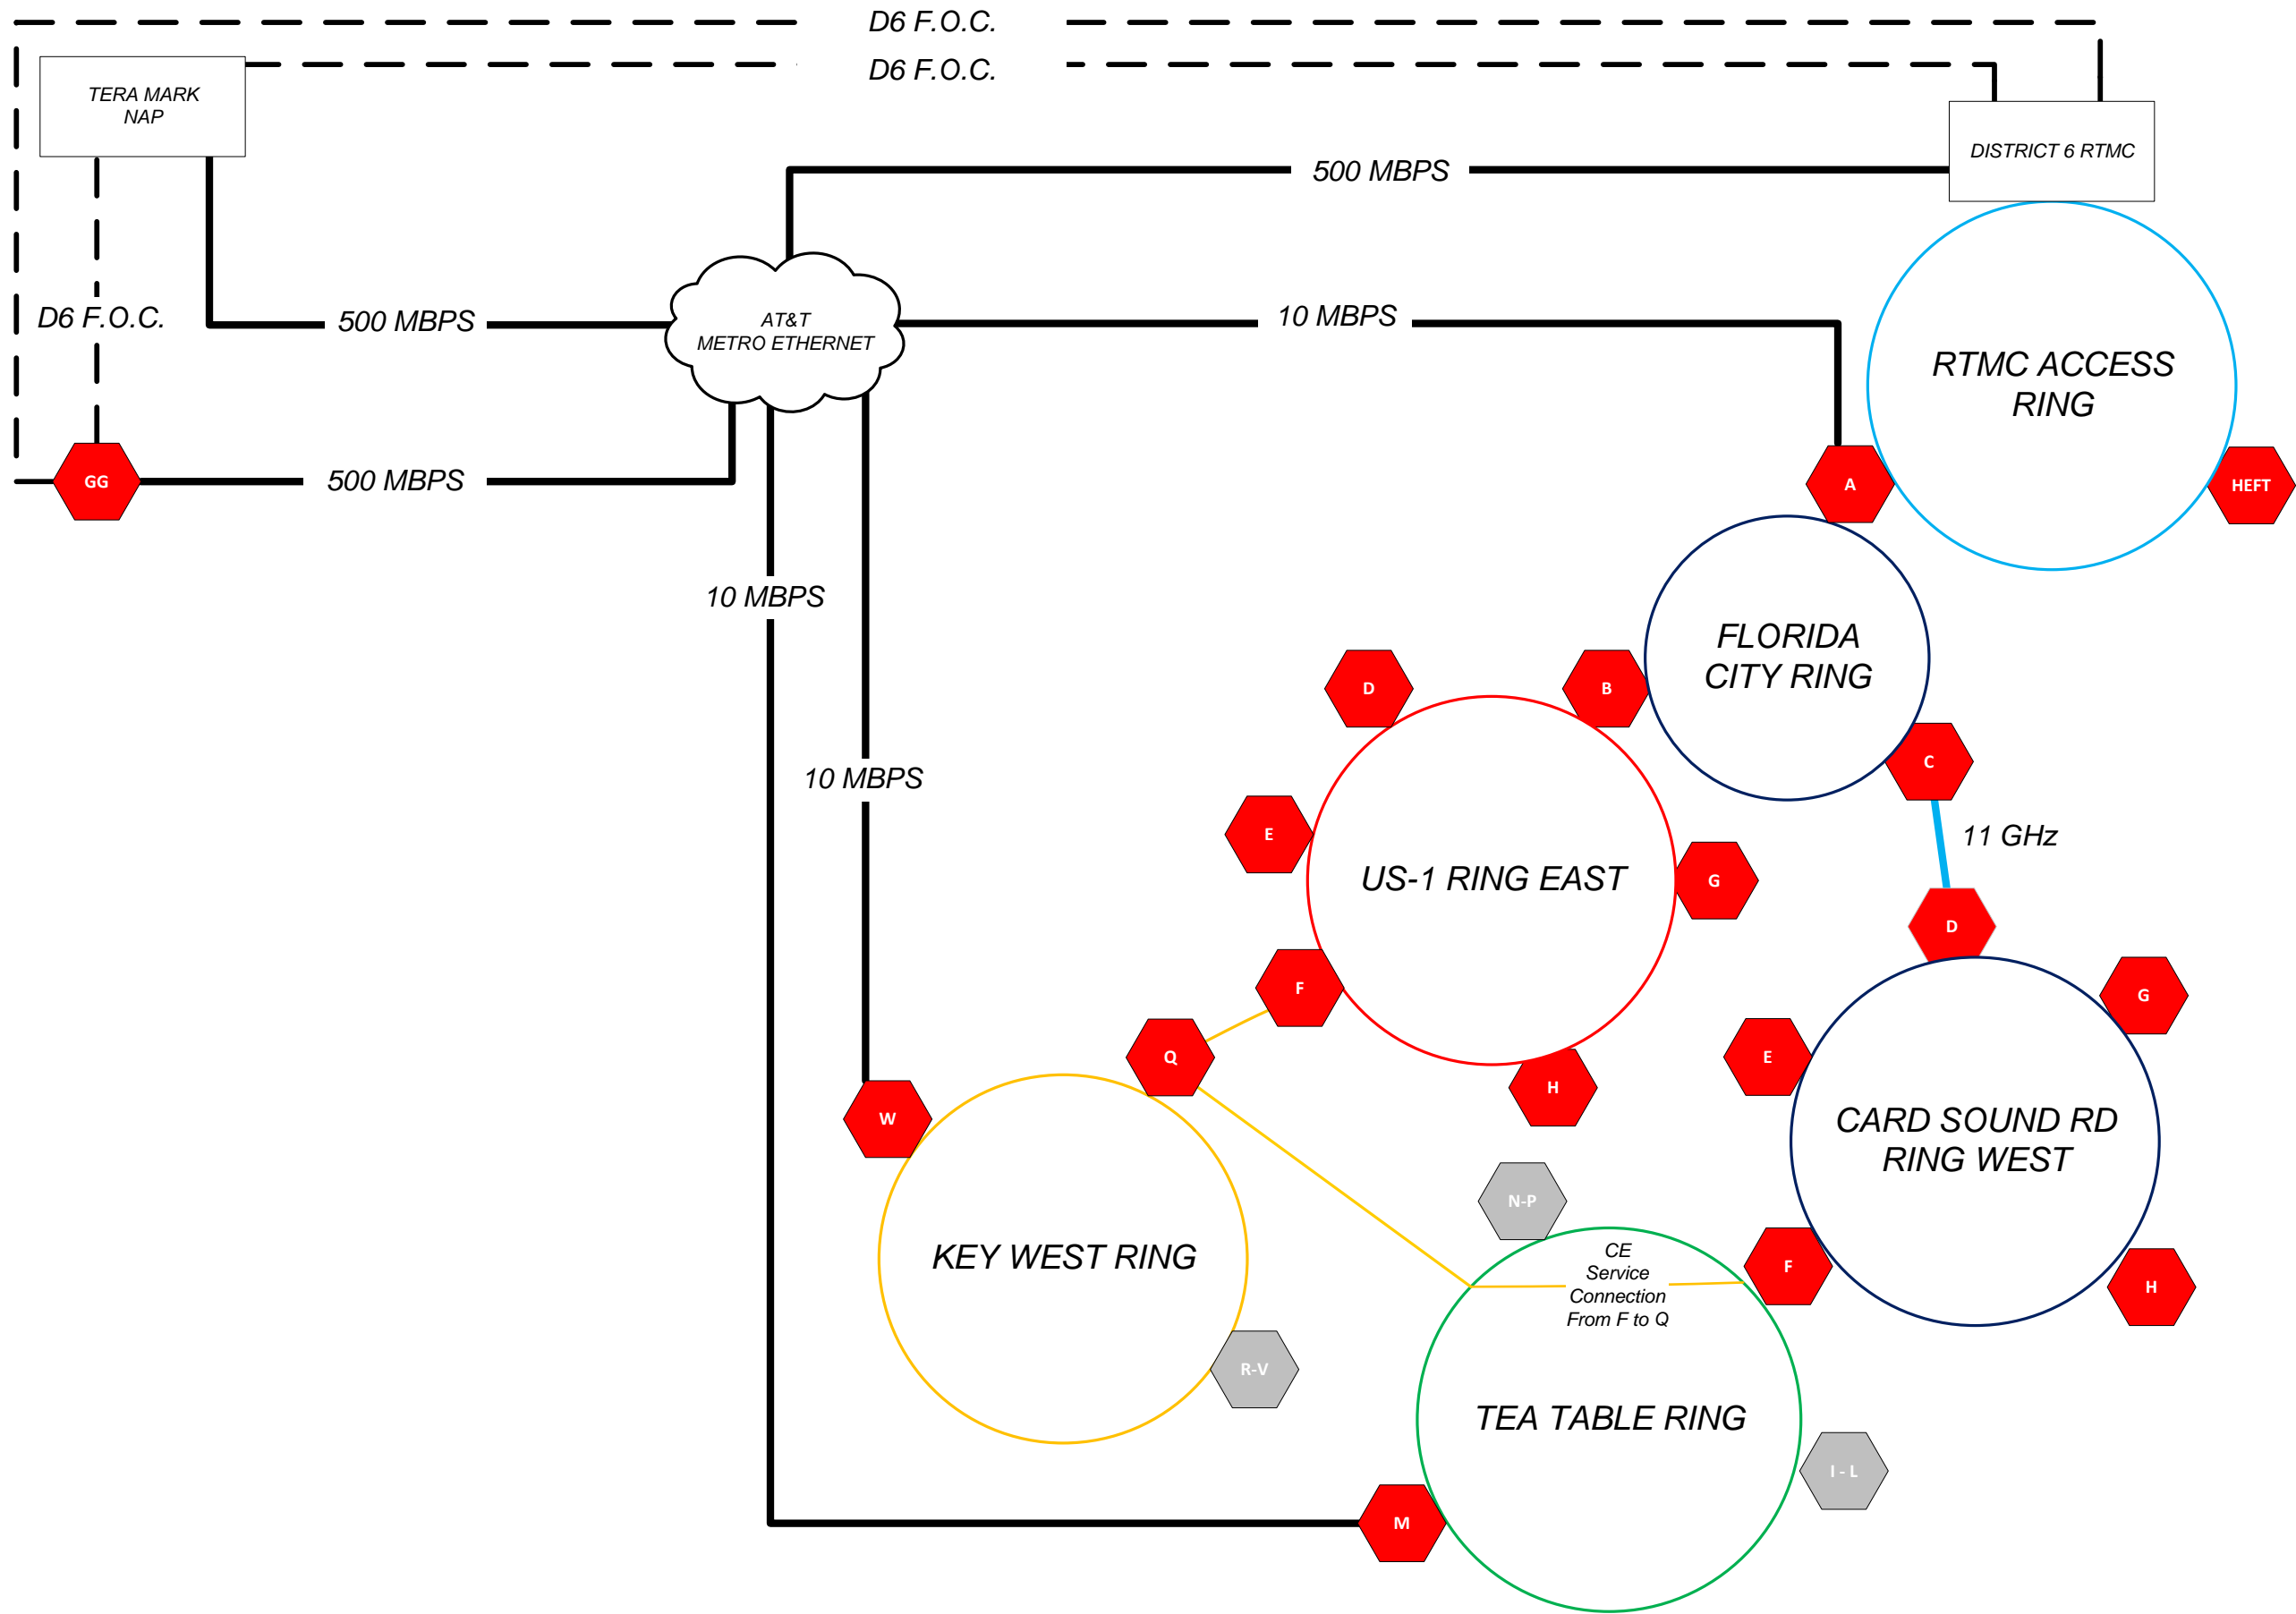 D6 F.O.C.
D6 F.O.C.
TERA MARK
NAP
DISTRICT 6 RTMC
500 MBPS
D6 F.O.C.
500 MBPS
AT&T
METRO ETHERNET
10 MBPS
RTMC ACCESS
RING
GG
500 MBPS
A
HEFT
10 MBPS
FLORIDA
CITY RING
D
B
10 MBPS
C
E
11 GHz
US-1 RING EAST
G
D
F
G
Q
E
H
W
CARD SOUND RD
RING WEST
N-P
KEY WEST RING
CE
Service
Connection
From F to Q
F
H
R-V
TEA TABLE RING
I - L
M